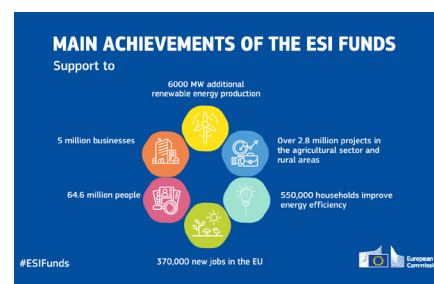 MAIN ACHIEVEMENTS OF THE ESI FUNDS
Support to
6000 MW additional
renewable energy production
5 million businesses
Over 2.8 million projects in
the agricultural sector and
rural areas
64.6 million people
550,000 households improve
energy efficiency
370,000 new jobs in the EU
#ESIFunds
European
Commissio